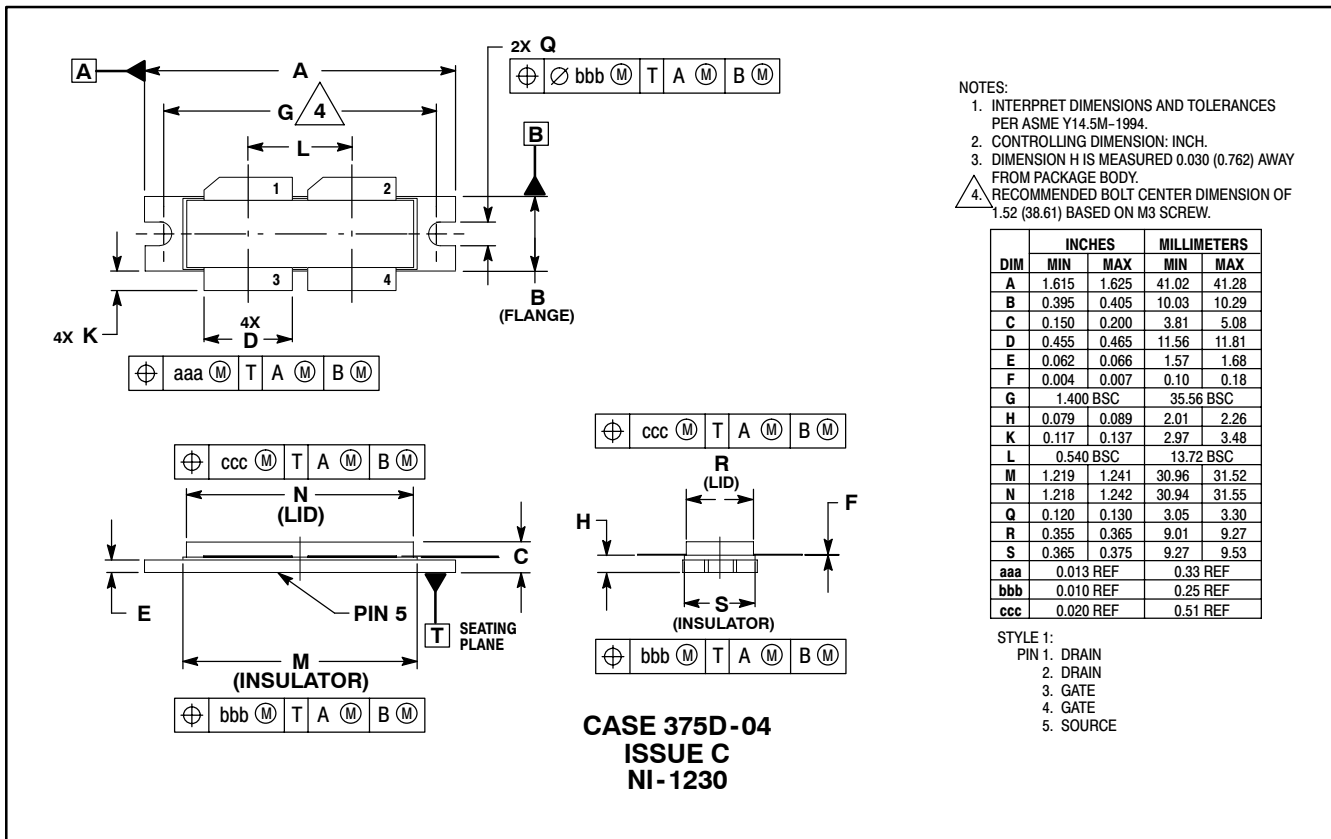 A
A
G 4
L
2X Q
⌖ ∅ bbb Ⓜ T A Ⓜ B Ⓜ
B
1 2
3 4
4X K
4X
D
B
(FLANGE)
⌖ aaa Ⓜ T A Ⓜ B Ⓜ
⌖ ccc Ⓜ T A Ⓜ B Ⓜ
N
(LID)
C
E
PIN 5
T SEATING
PLANE
M
(INSULATOR)
⌖ bbb Ⓜ T A Ⓜ B Ⓜ
⌖ ccc Ⓜ T A Ⓜ B Ⓜ
R
(LID)
H
F
S
(INSULATOR)
⌖ bbb Ⓜ T A Ⓜ B Ⓜ
CASE 375D-04
ISSUE C
NI-1230
NOTES:
1. INTERPRET DIMENSIONS AND TOLERANCES
PER ASME Y14.5M-1994.
2. CONTROLLING DIMENSION: INCH.
3. DIMENSION H IS MEASURED 0.030 (0.762) AWAY
FROM PACKAGE BODY.
4. RECOMMENDED BOLT CENTER DIMENSION OF
1.52 (38.61) BASED ON M3 SCREW.
INCHES MILLIMETERS
DIM MIN MAX MIN MAX
A 1.615 1.625 41.02 41.28
B 0.395 0.405 10.03 10.29
C 0.150 0.200 3.81 5.08
D 0.455 0.465 11.56 11.81
E 0.062 0.066 1.57 1.68
F 0.004 0.007 0.10 0.18
G 1.400 BSC 35.56 BSC
H 0.079 0.089 2.01 2.26
K 0.117 0.137 2.97 3.48
L 0.540 BSC 13.72 BSC
M 1.219 1.241 30.96 31.52
N 1.218 1.242 30.94 31.55
Q 0.120 0.130 3.05 3.30
R 0.355 0.365 9.01 9.27
S 0.365 0.375 9.27 9.53
aaa 0.013 REF 0.33 REF
bbb 0.010 REF 0.25 REF
ccc 0.020 REF 0.51 REF
STYLE 1:
PIN 1. DRAIN
2. DRAIN
3. GATE
4. GATE
5. SOURCE